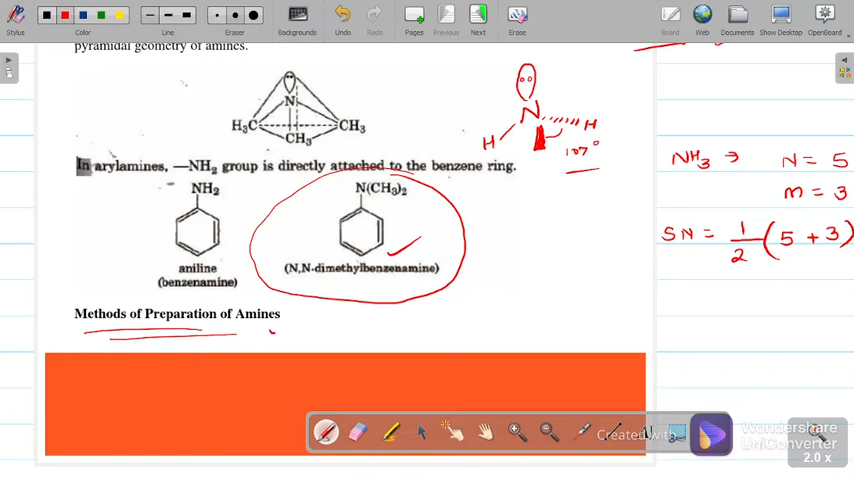 Stylus
Color
Line
Eraser
Backgrounds
Undo
Redo
Pages
Previous
Next
Erase
Board
Show Desktop
OpenBoard
pyramidal geometry of amines.
N
H3C
CH3
CH3
N
H
H
107°
In arylamines, —NH2 group is directly attached to the benzene ring.
NH2
N(CH3)2
aniline
(benzenamine)
(N,N-dimethylbenzenamine)
NH3 → N = 5
m = 3
SN = 1/2 (5 + 3)
Methods of Preparation of Amines
Created with
Wondershare
UniConverter
2.0 x